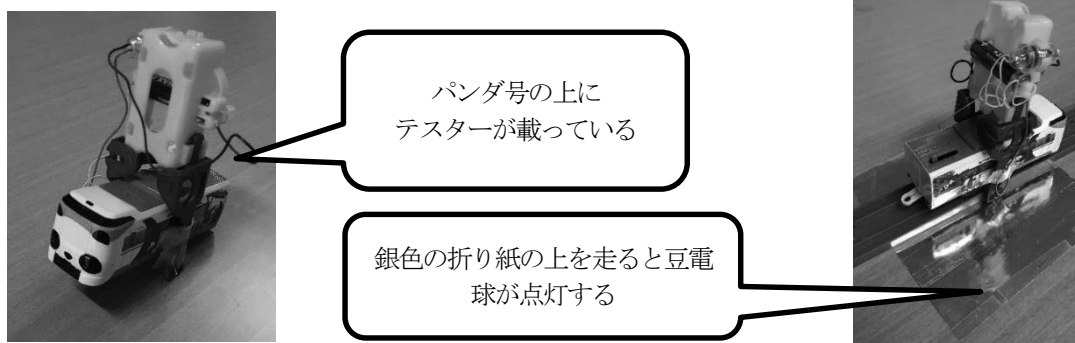 パンダ号の上に
テスターが載っている
銀色の折り紙の上を走ると豆電
球が点灯する